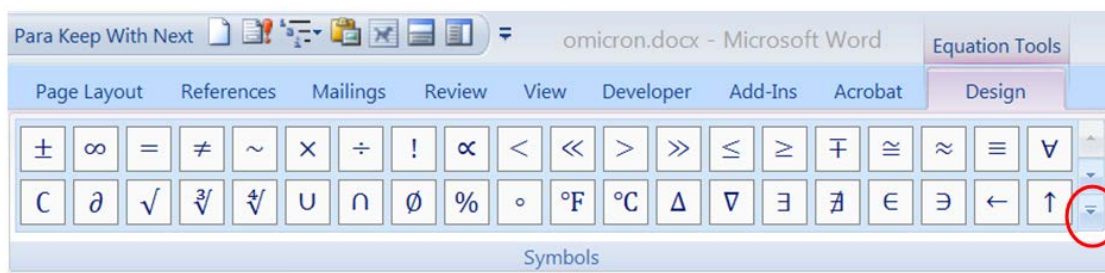 Para Keep With Next omicron.docx - Microsoft Word Equation Tools
Page Layout References Mailings Review View Developer Add-Ins Acrobat Design
± ∞ = ≠ ~ × ÷ ! ∝ < ≪ > ≫ ≤ ≥ ∓ ≅ ≈ ≡ ∀
∁ ∂ √ ∛ ∜ ∪ ∩ ∅ % ° °F °C ∆ ∇ ∃ ∄ ∈ ∋ ← ↑
Symbols